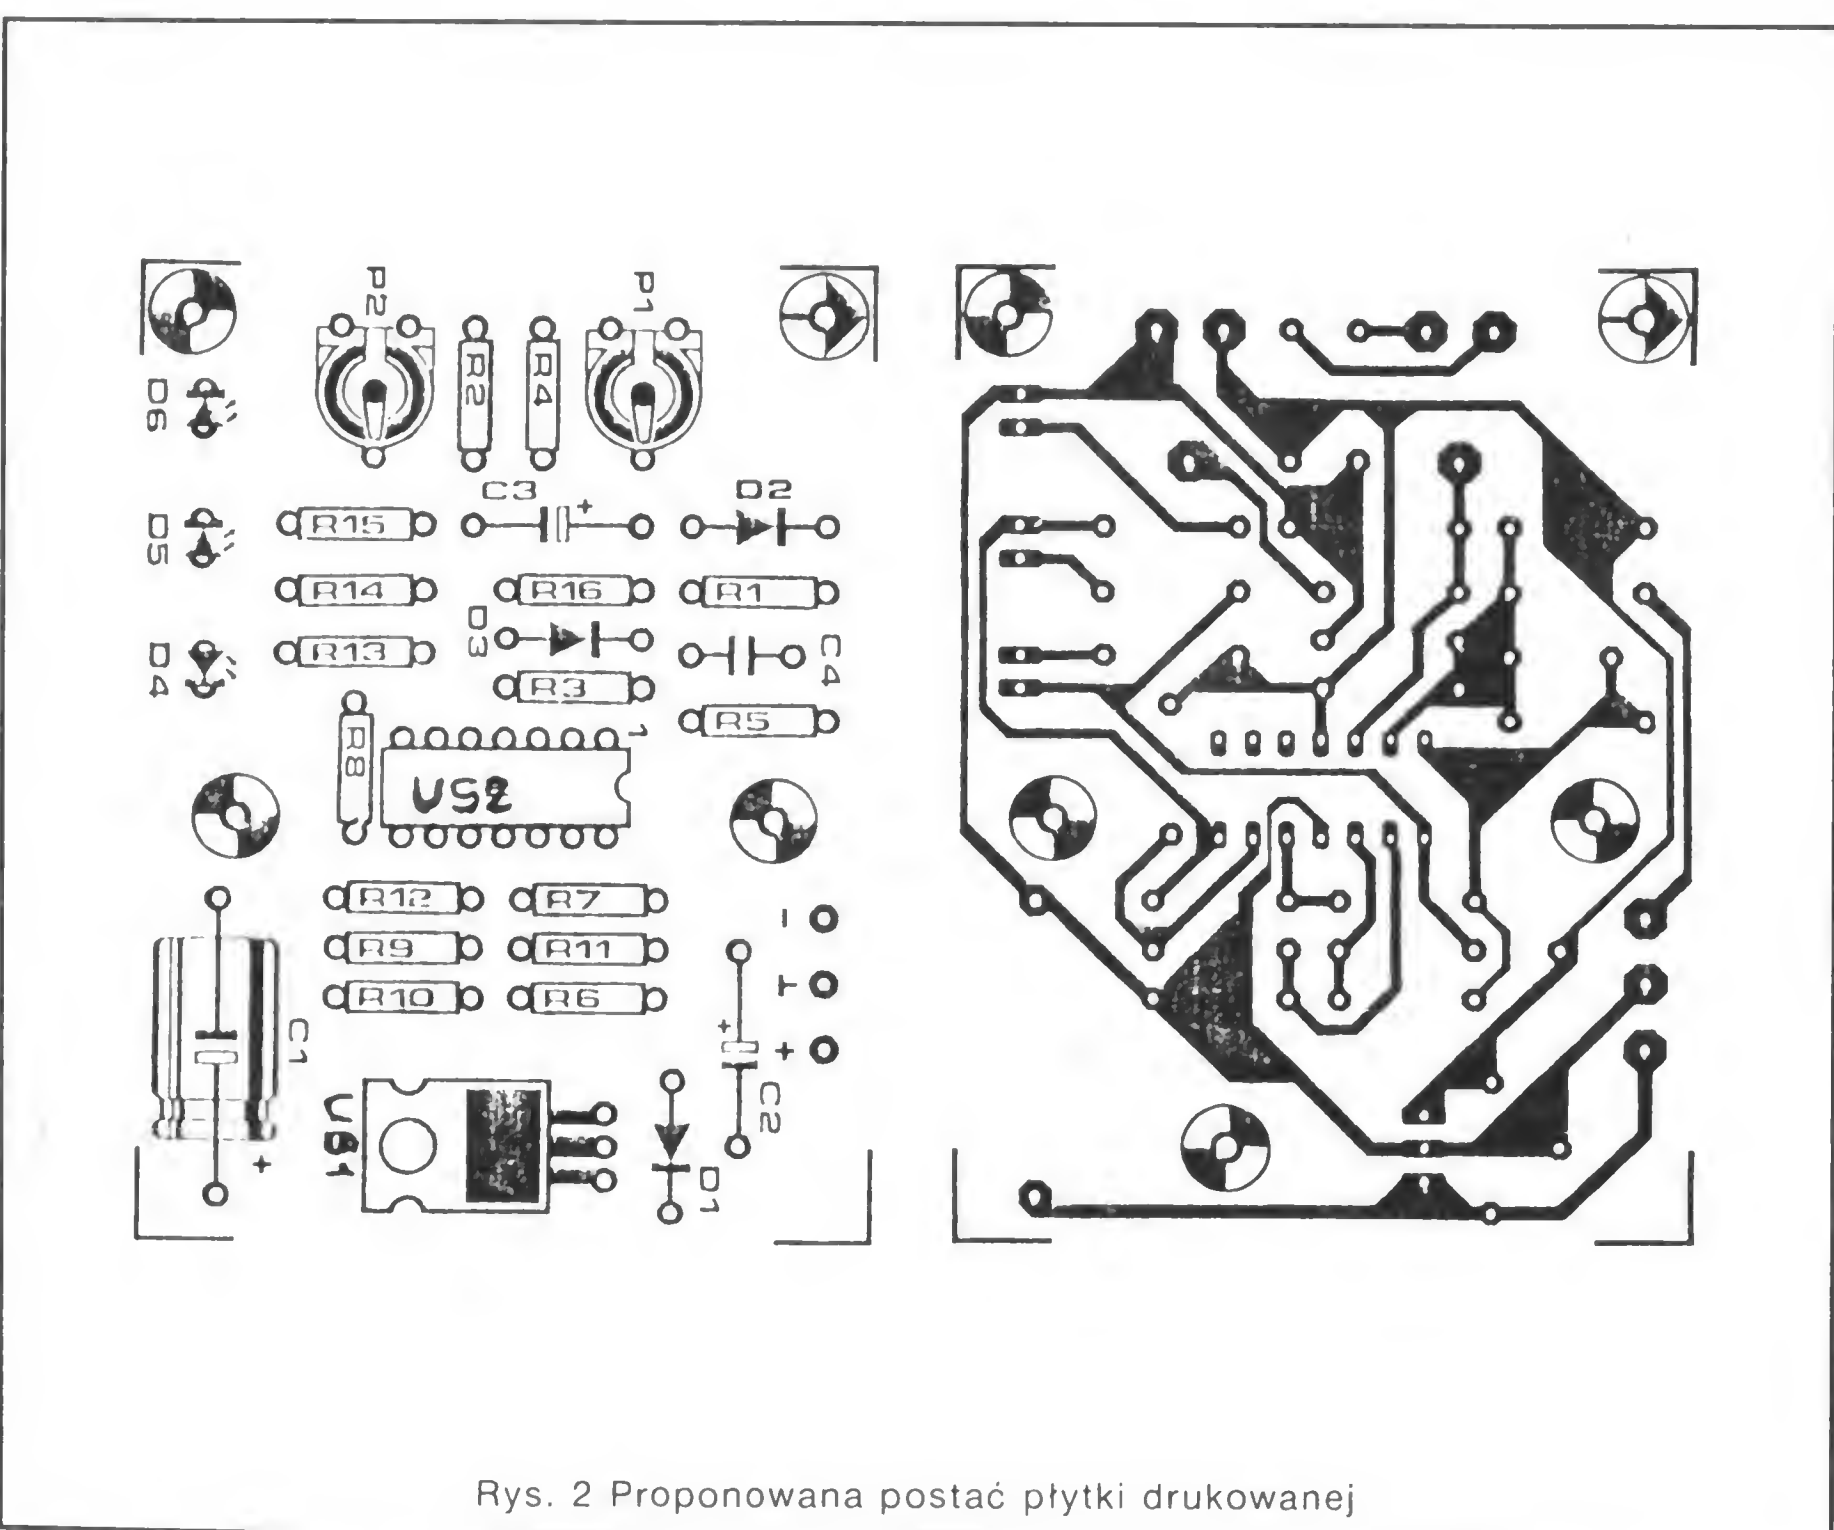 P2
P1
R2
R4
D6
C3
+
D2
D5
R15
R14
R16
R1
D3
D4
R13
R3
C4
R5
R8
1
US2
R12
R7
-
R9
R11
⊥
R10
R6
+
+
C1
C2
+
US1
D1
Rys. 2 Proponowana postać płytki drukowanej